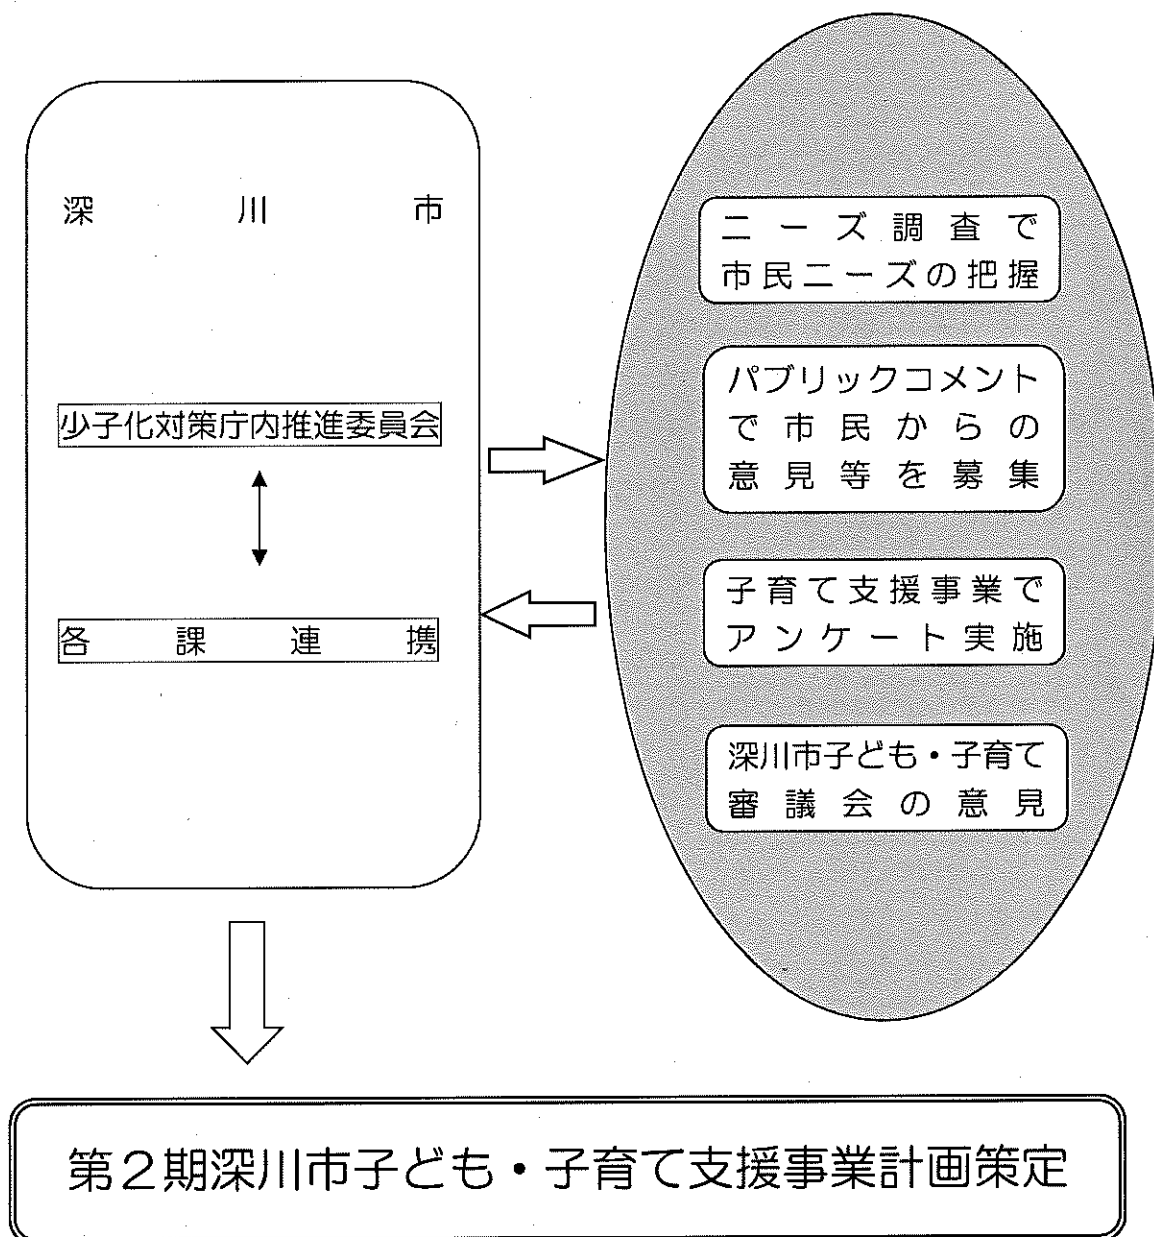 深川市
少子化対策庁内推進委員会
各課連携
ニーズ調査で
市民ニーズの把握
パブリックコメント
で市民からの
意見等を募集
子育て支援事業で
アンケート実施
深川市子ども・子育て
審議会の意見
第2期深川市子ども・子育て支援事業計画策定